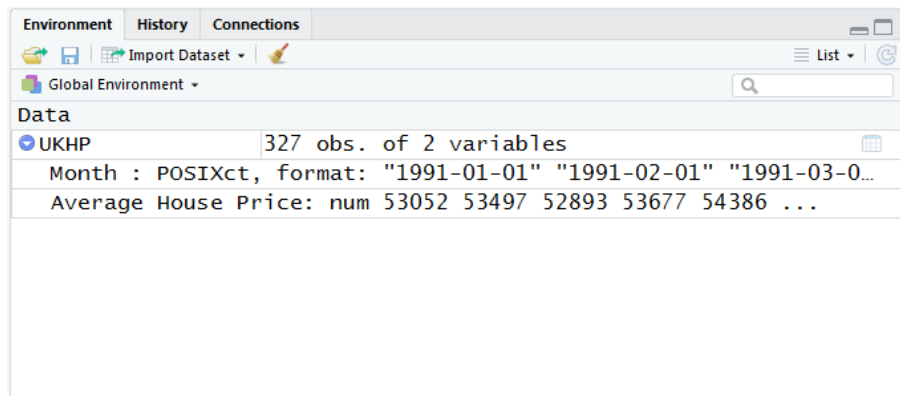 Environment History Connections
Import Dataset List
Global Environment
Data
UKHP 327 obs. of 2 variables
Month : POSIXct, format: "1991-01-01" "1991-02-01" "1991-03-0…
Average House Price: num 53052 53497 52893 53677 54386 ...